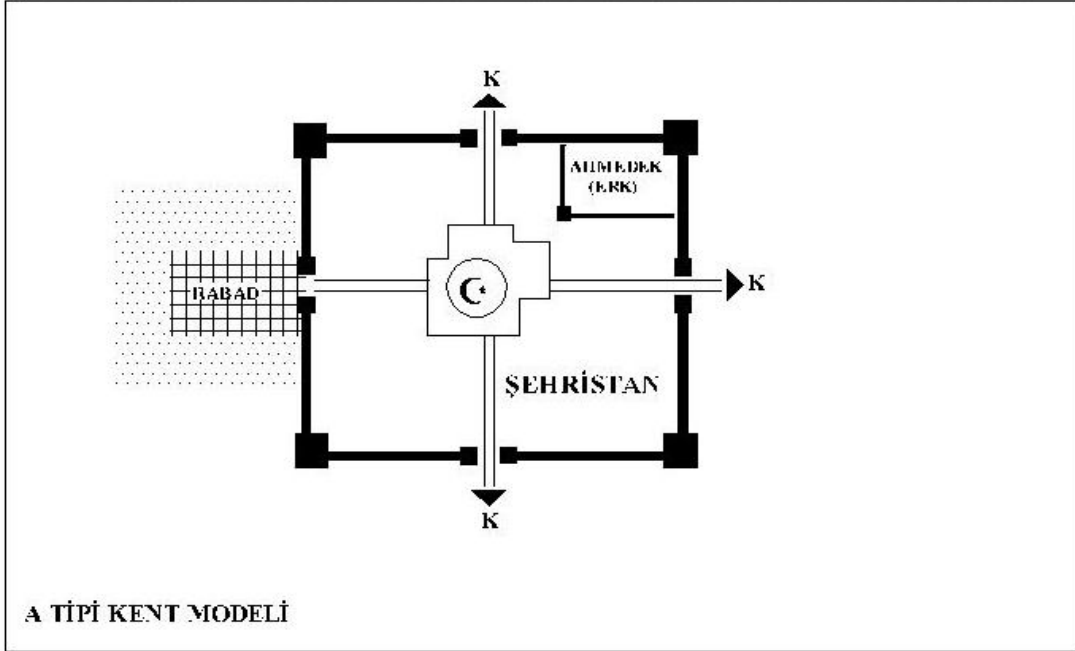 K
AHMEDEK
(ERK)
RABAD
K
ŞEHRİSTAN
K
A TİPİ KENT MODELİ